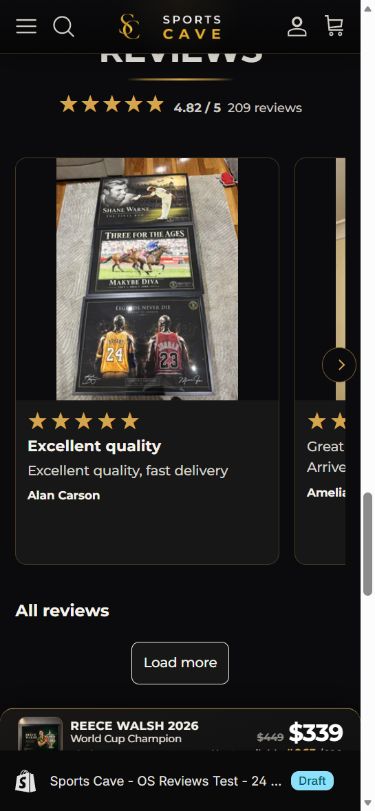 SPORTS
CAVE
REVIEWS
4.82 / 5 209 reviews
SHANE WARNE
THREE FOR THE AGES
MAKYBE DIVA
LEGENDS NEVER DIE
BRYANT
24
JORDAN
23
Excellent quality
Excellent quality, fast delivery
Alan Carson
Great
Arrive
Amelia
All reviews
Load more
REECE WALSH 2026
World Cup Champion
$449 $339
Sports Cave - OS Reviews Test - 24 ...
Draft